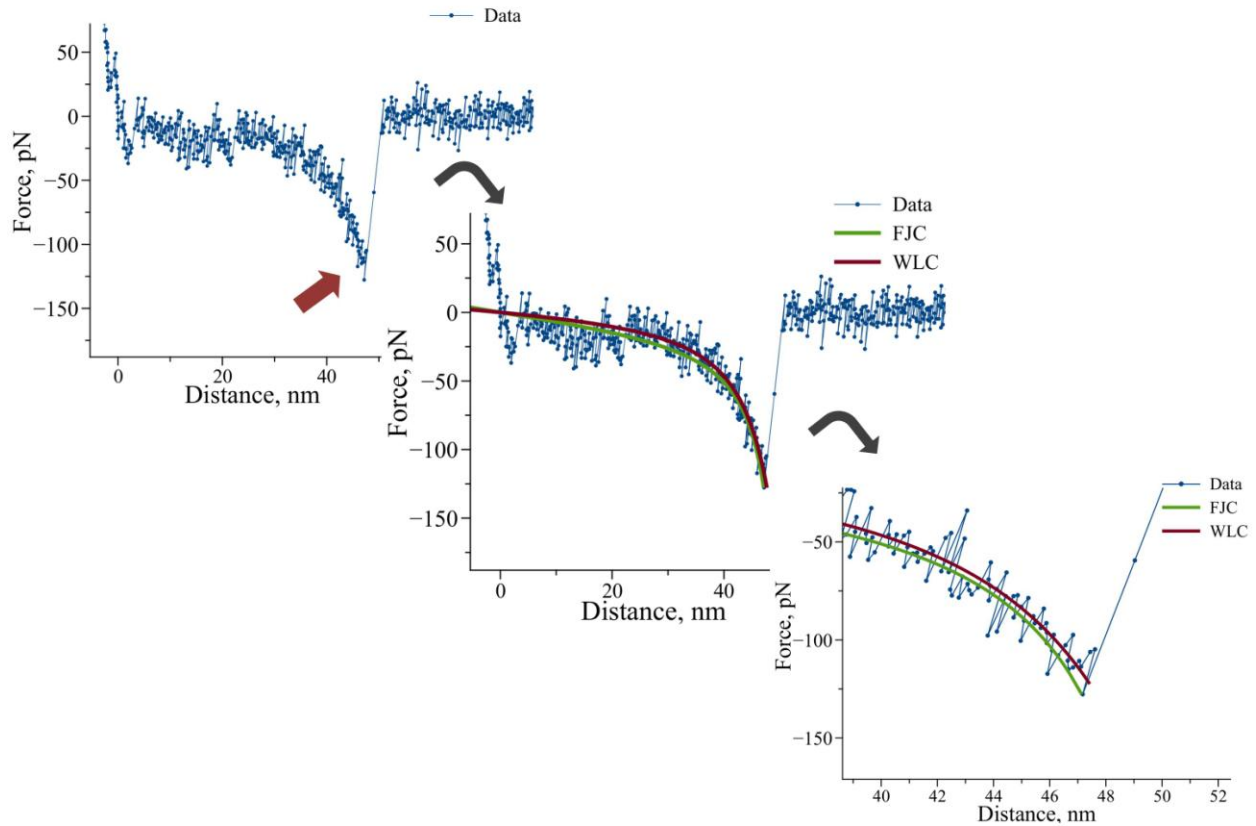 Data
Force, pN
50
0
−50
−100
−150
0
20
40
Distance, nm
Data
FJC
WLC
Force, pN
50
0
−50
−100
−150
0
20
40
Distance, nm
Data
FJC
WLC
Force, pN
−50
−100
−150
40
42
44
46
48
50
52
Distance, nm